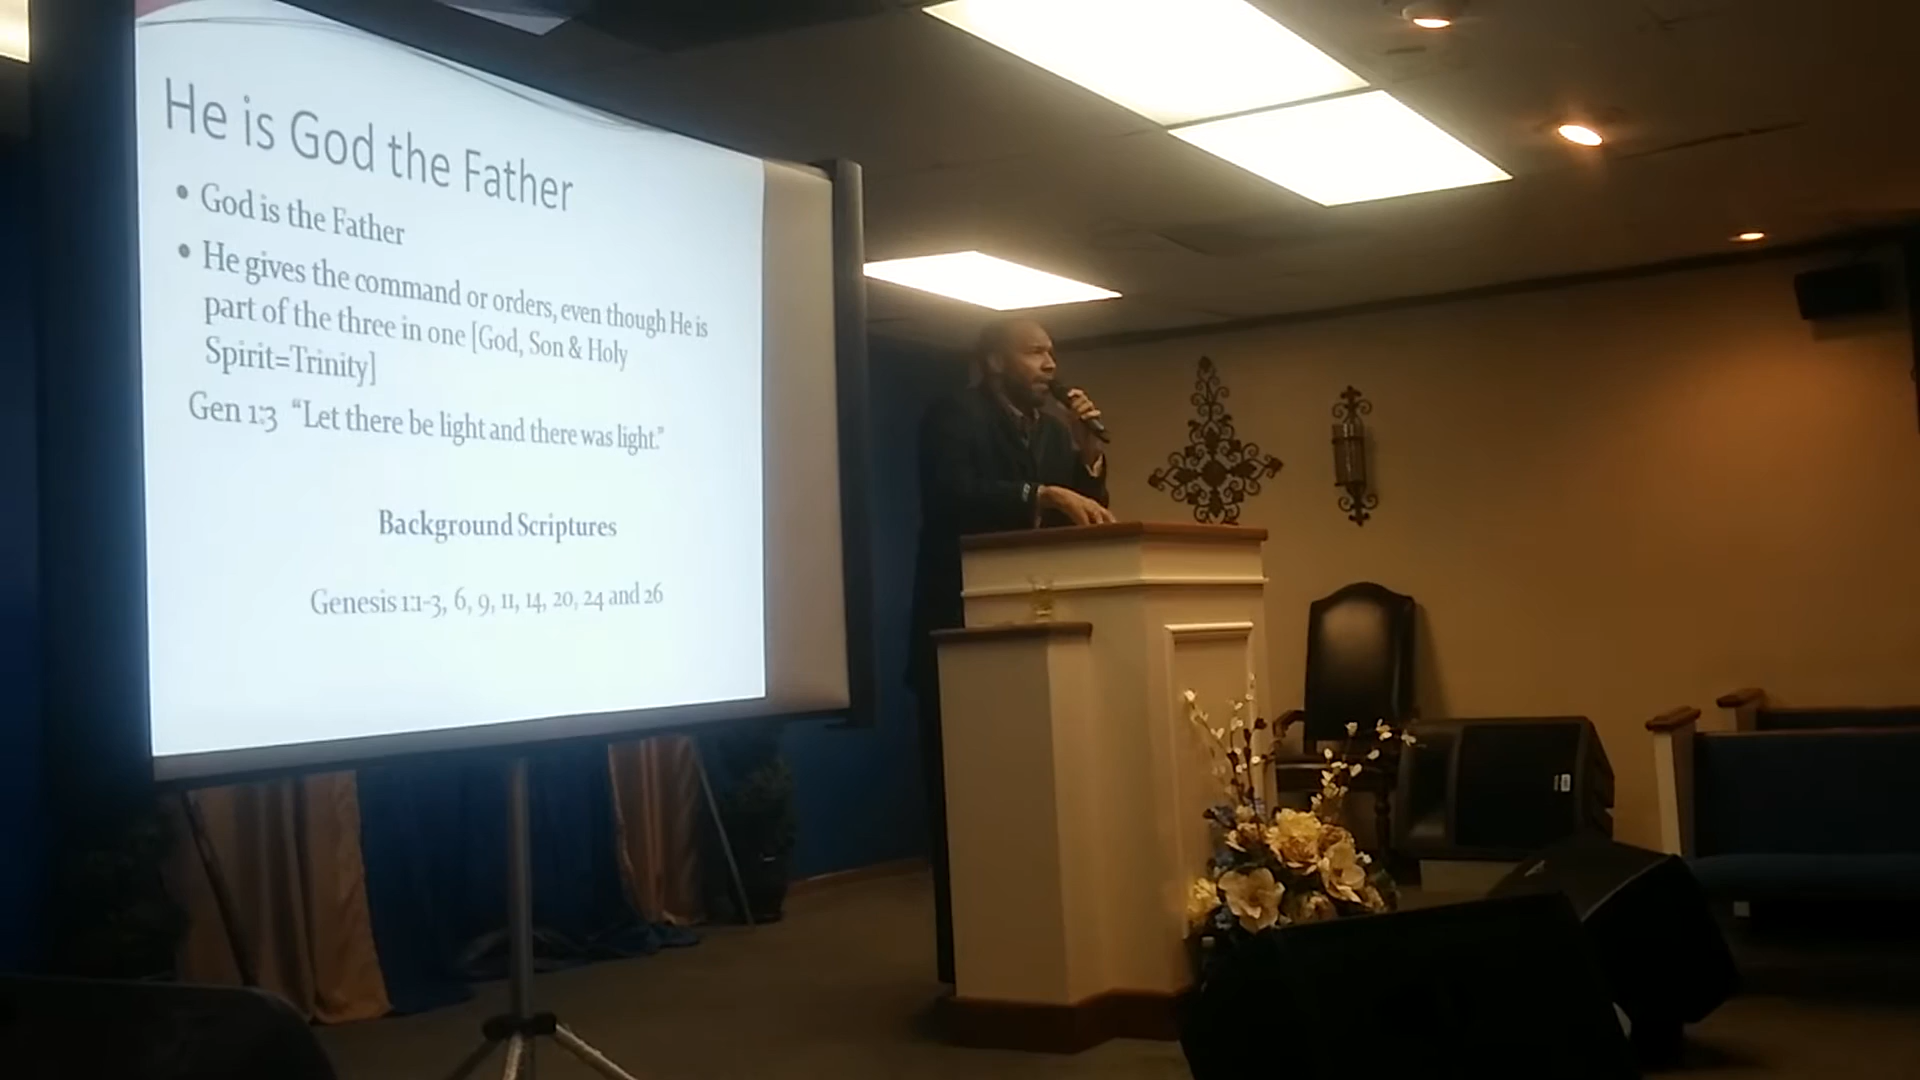 He is God the Father
• God is the Father
• He gives the command or orders, even though He is
part of the three in one [God, Son & Holy
Spirit=Trinity]
Gen 1:3 “Let there be light and there was light.”
Background Scriptures
Genesis 1:1-3, 6, 9, 11, 14, 20, 24 and 26